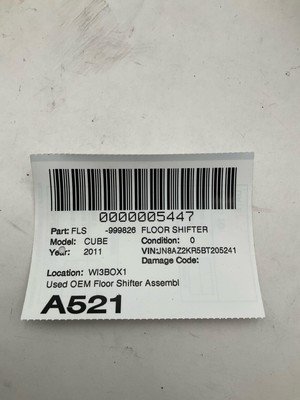 0000005447
Part: FLS -999826 FLOOR SHIFTER
Model: CUBE Condition: 0
Year: 2011 VIN:JN8AZ2KR5BT205241
Damage Code:
Location: WI3BOX1
Used OEM Floor Shifter Assembl
A521